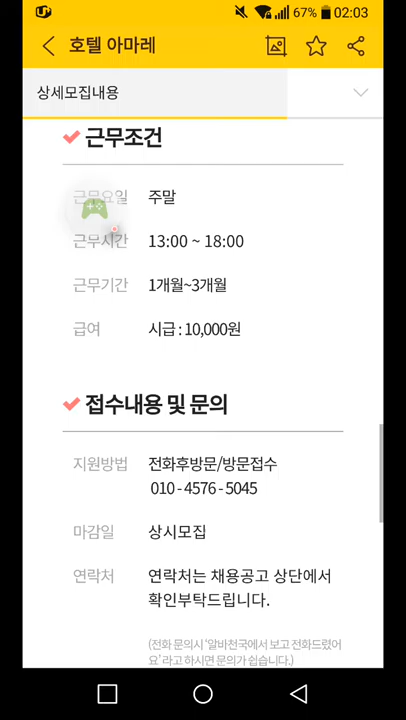 67% 02:03
호텔 아마레
상세모집내용
근무조건
근무요일 주말
근무시간 13:00 ~ 18:00
근무기간 1개월~3개월
급여 시급 : 10,000원
접수내용 및 문의
지원방법 전화후방문/방문접수
010 - 4576 - 5045
마감일 상시모집
연락처 연락처는 채용공고 상단에서
확인부탁드립니다.
(전화 문의시 '알바천국에서 보고 전화드렸어
요' 라고 하시면 문의가 쉽습니다.)